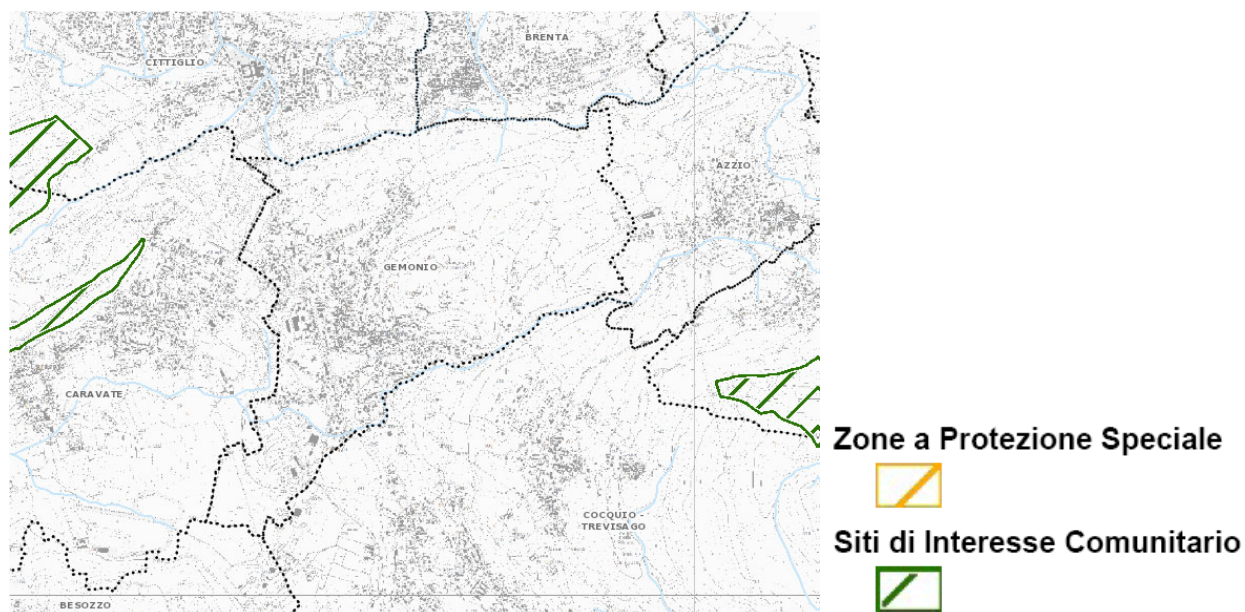 BRENTA
CITTIGLIO
AZZIO
GEMONIO
CARAVATE
Zone a Protezione Speciale
COCQUIO -
TREVISAGO
Siti di Interesse Comunitario
BESOZZO